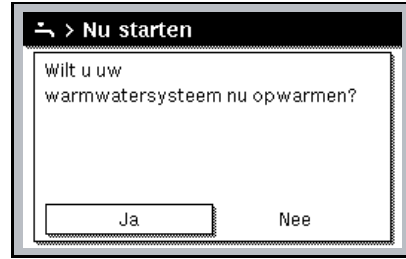 > Nu starten
Wilt u uw
warmwatersysteem nu opwarmen?
Ja
Nee